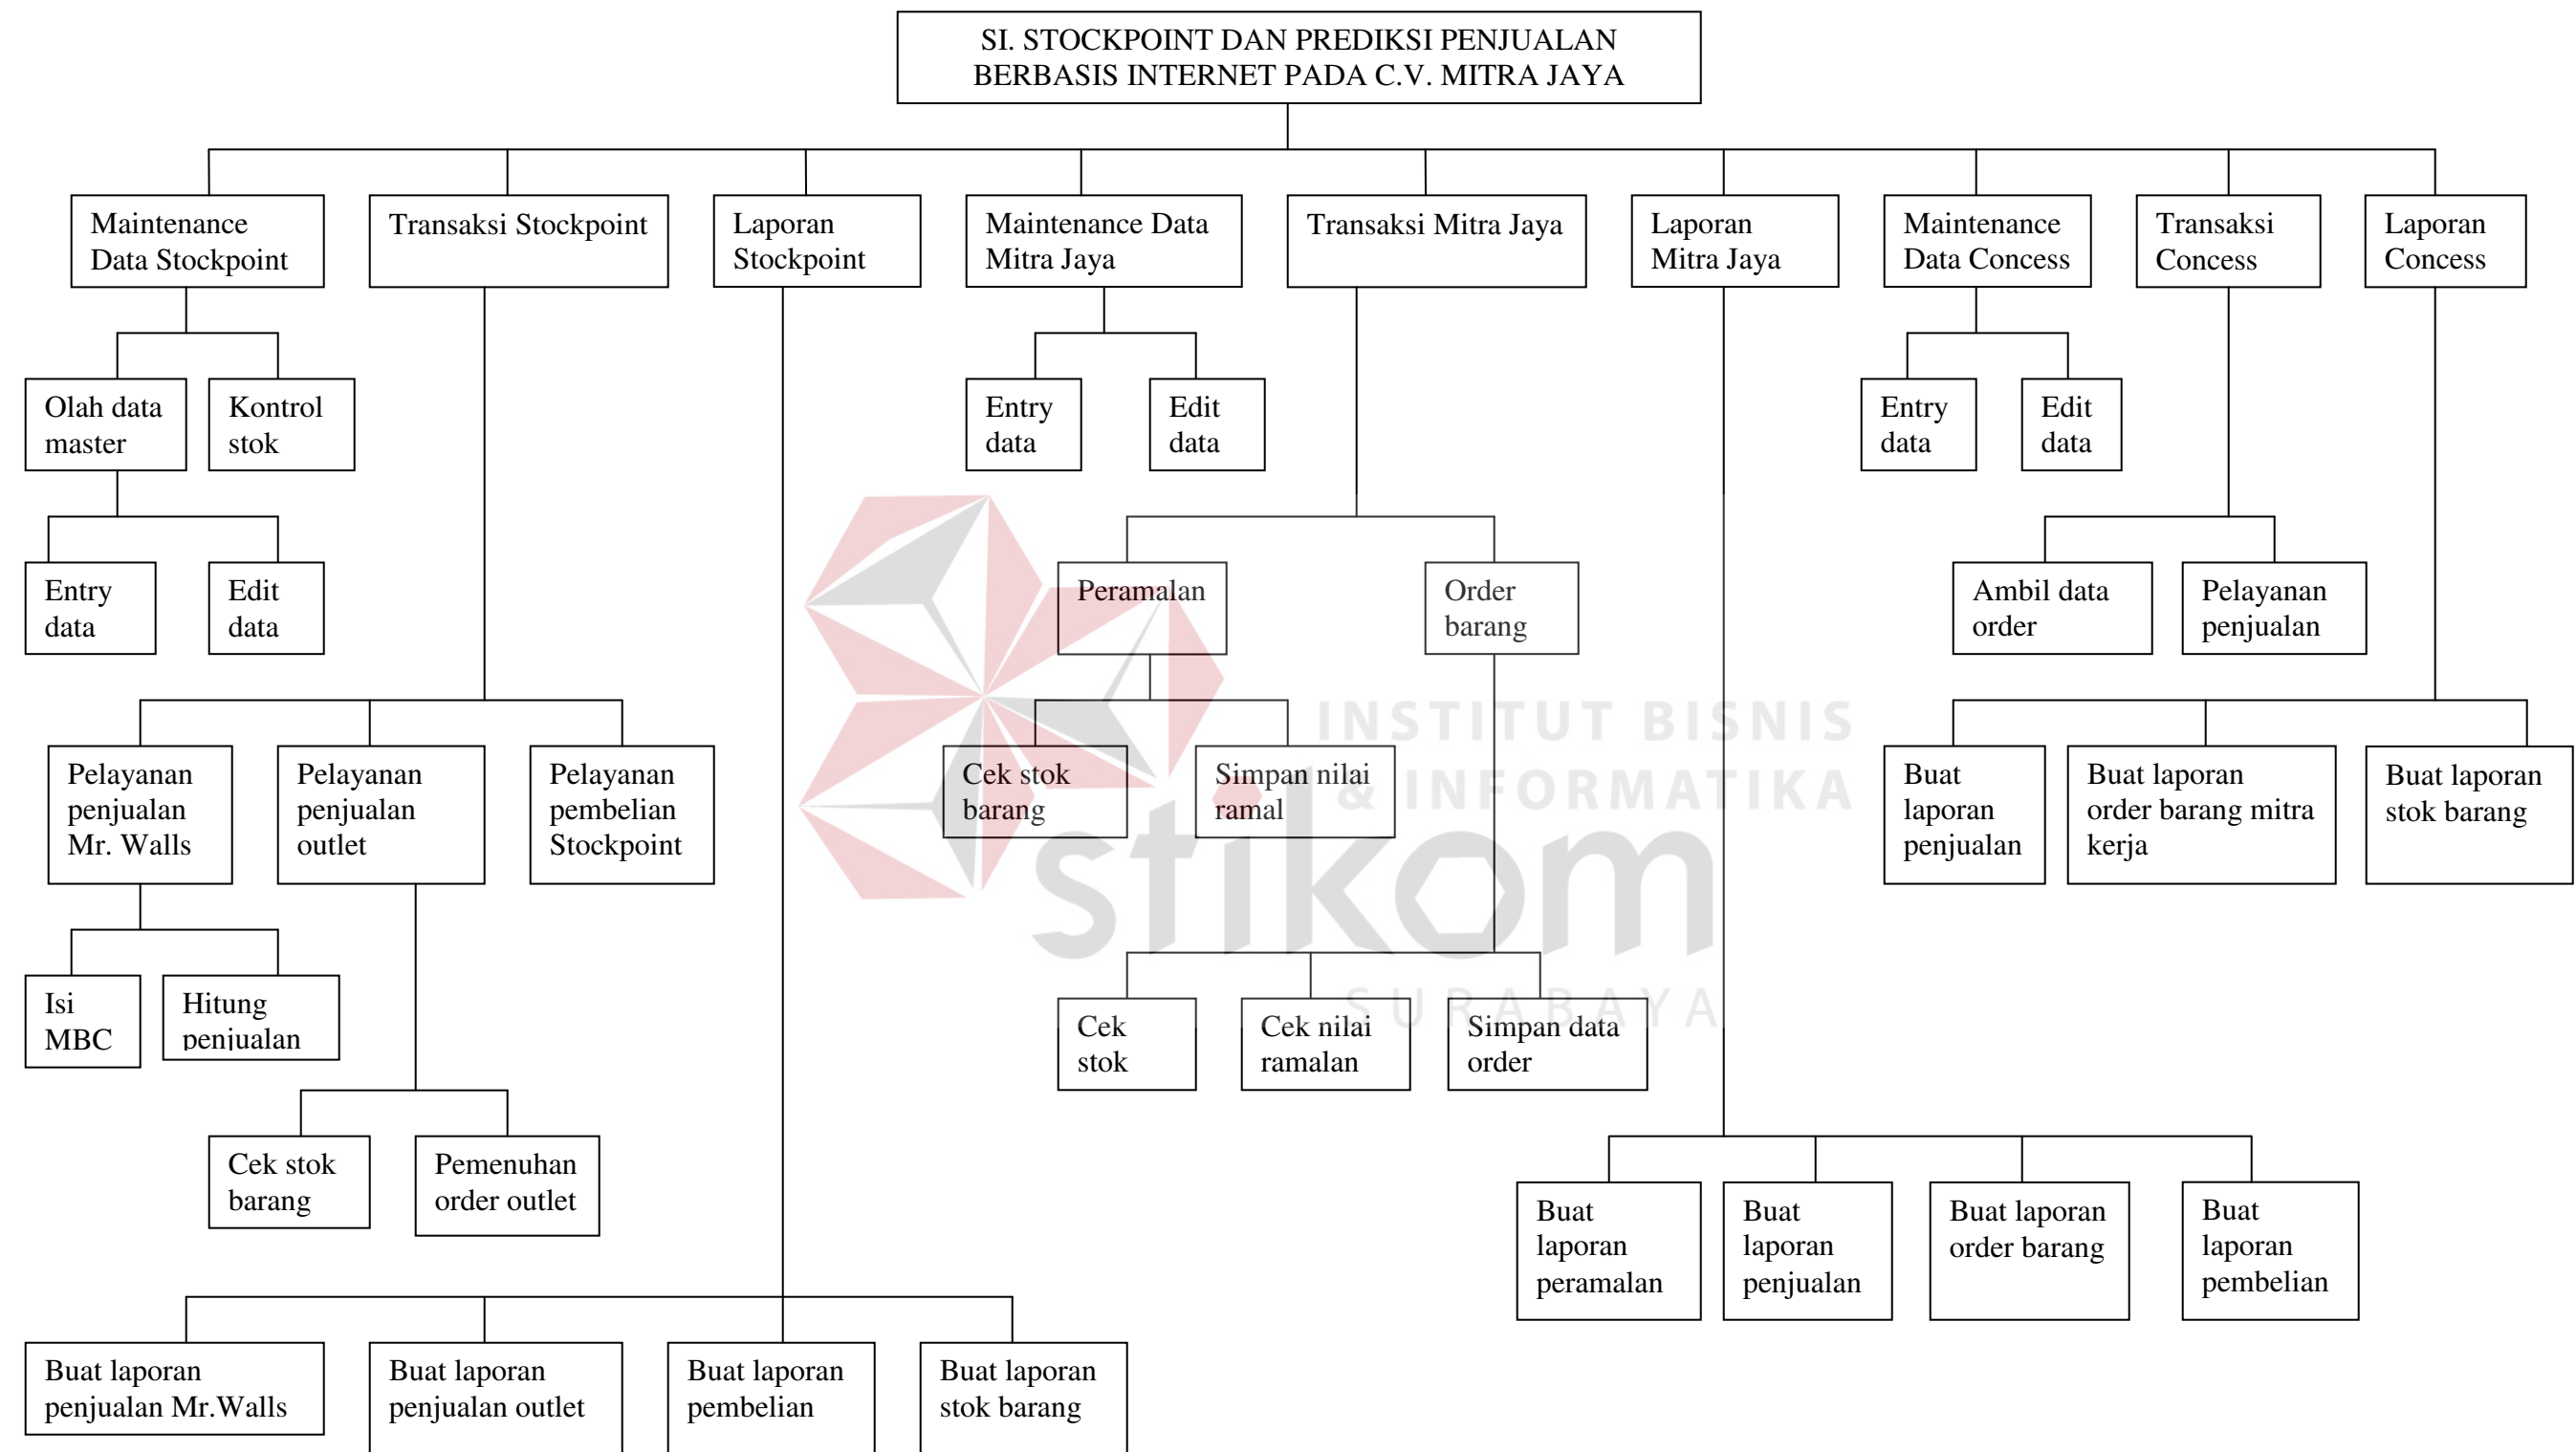 SI. STOCKPOINT DAN PREDIKSI PENJUALAN
BERBASIS INTERNET PADA C.V. MITRA JAYA
Maintenance
Data Stockpoint
Transaksi Stockpoint
Laporan
Stockpoint
Maintenance Data
Mitra Jaya
Transaksi Mitra Jaya
Laporan
Mitra Jaya
Maintenance
Data Concess
Transaksi
Concess
Laporan
Concess
Olah data
master
Kontrol
stok
Entry
data
Edit
data
Entry
data
Edit
data
Entry
data
Edit
data
Peramalan
Order
barang
Ambil data
order
Pelayanan
penjualan
Pelayanan
penjualan
Mr. Walls
Pelayanan
penjualan
outlet
Pelayanan
pembelian
Stockpoint
Cek stok
barang
Simpan nilai
ramal
Buat
laporan
penjualan
Buat laporan
order barang mitra
kerja
Buat laporan
stok barang
Isi
MBC
Hitung
penjualan
Cek
stok
Cek nilai
ramalan
Simpan data
order
Cek stok
barang
Pemenuhan
order outlet
Buat
laporan
peramalan
Buat
laporan
penjualan
Buat laporan
order barang
Buat
laporan
pembelian
Buat laporan
penjualan Mr.Walls
Buat laporan
penjualan outlet
Buat laporan
pembelian
Buat laporan
stok barang
INSTITUT BISNIS
& INFORMATIKA
stikom
SURABAYA